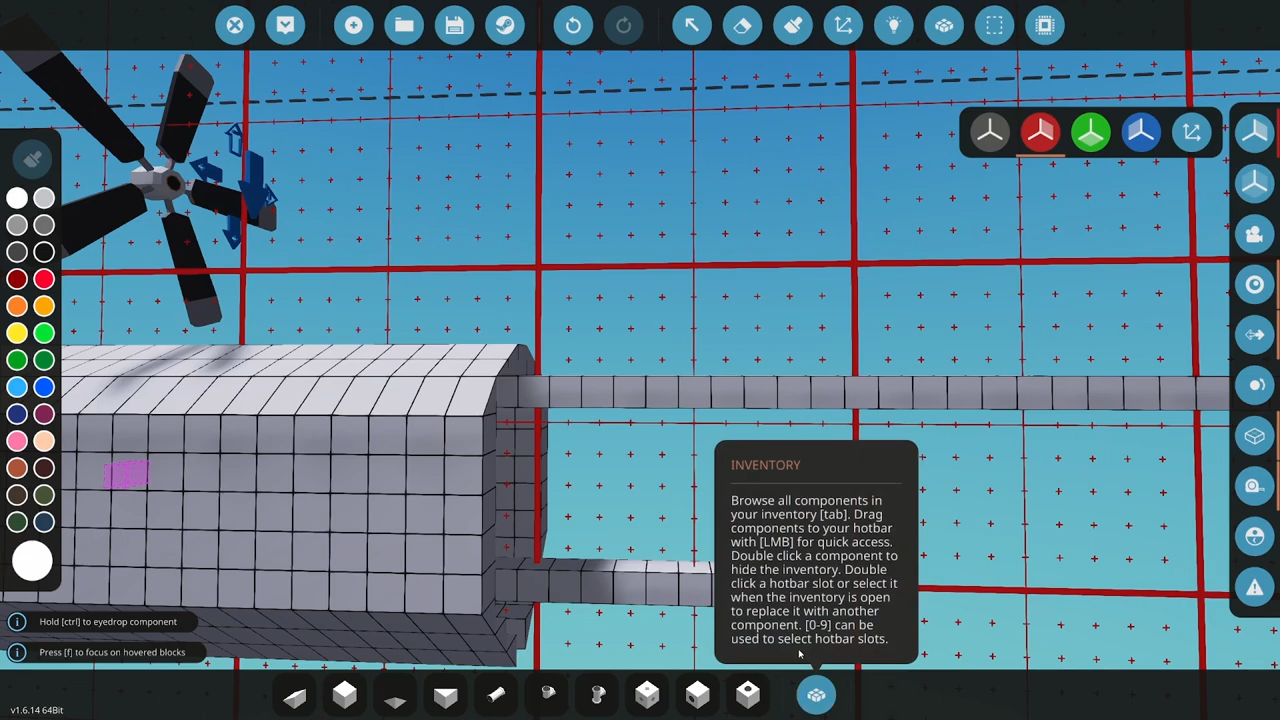 INVENTORY
Browse all components in
your inventory [tab]. Drag
components to your hotbar
with [LMB] for quick access.
Double click a component to
hide the inventory. Double
click a hotbar slot or select it
when the inventory is open
to replace it with another
component. [0-9] can be
used to select hotbar slots.
Hold [ctrl] to eyedrop component
Press [f] to focus on hovered blocks
v1.6.14 64Bit